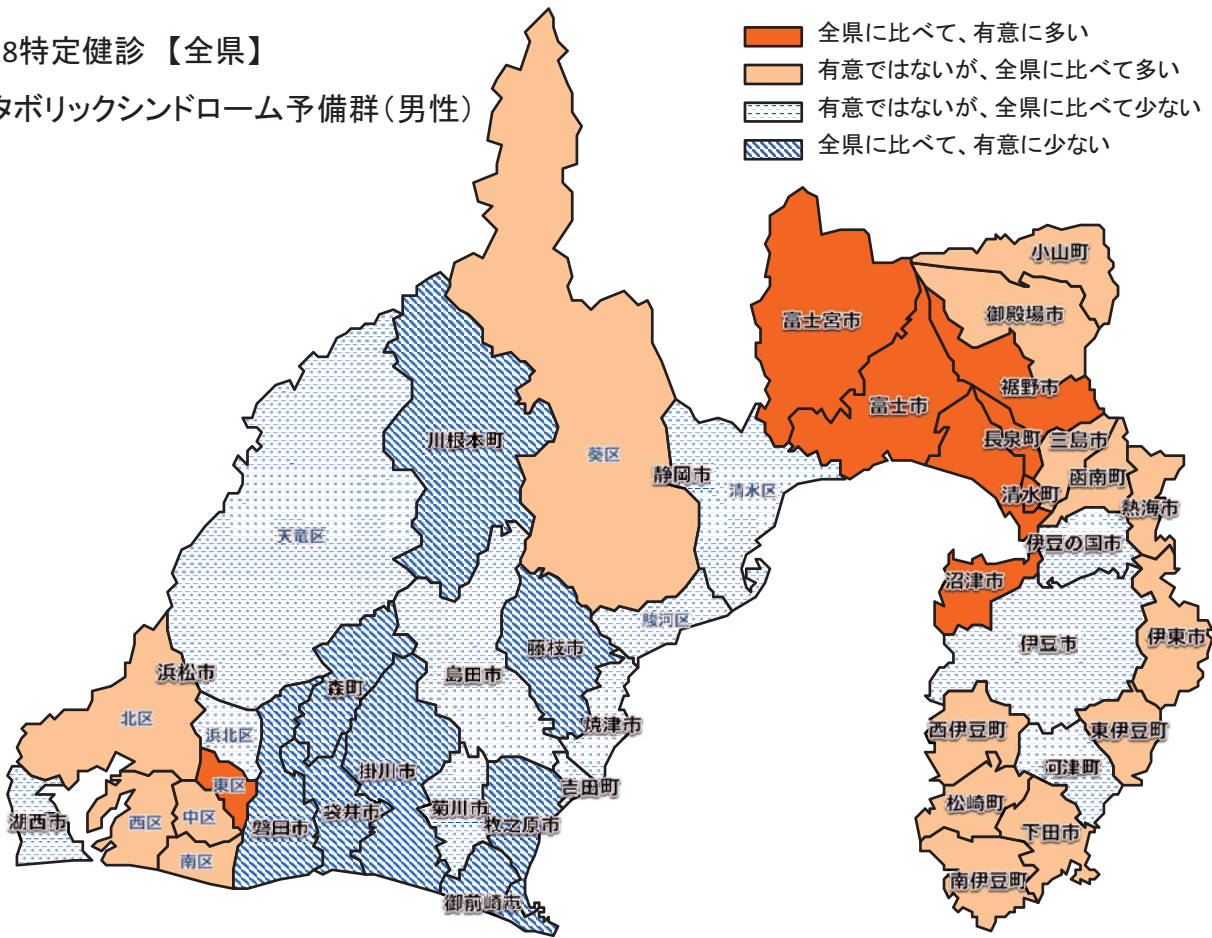 8特定健診 【全県】
タボリックシンドローム予備群(男性)
全県に比べて、有意に多い
有意ではないが、全県に比べて多い
有意ではないが、全県に比べて少ない
全県に比べて、有意に少ない
小山町
御殿場市
富士宮市
裾野市
富士市
長泉町
三島市
川根本町
葵区
静岡市
清水区
函南町
清水町
熱海市
天竜区
伊豆の国市
沼津市
駿河区
伊豆市
伊東市
藤枝市
浜松市
島田市
森町
北区
浜北区
焼津市
西伊豆町
東伊豆町
掛川市
河津町
東区
吉田町
湖西市
西区
中区
磐田市
袋井市
菊川市
牧之原市
松崎町
下田市
南区
御前崎市
南伊豆町